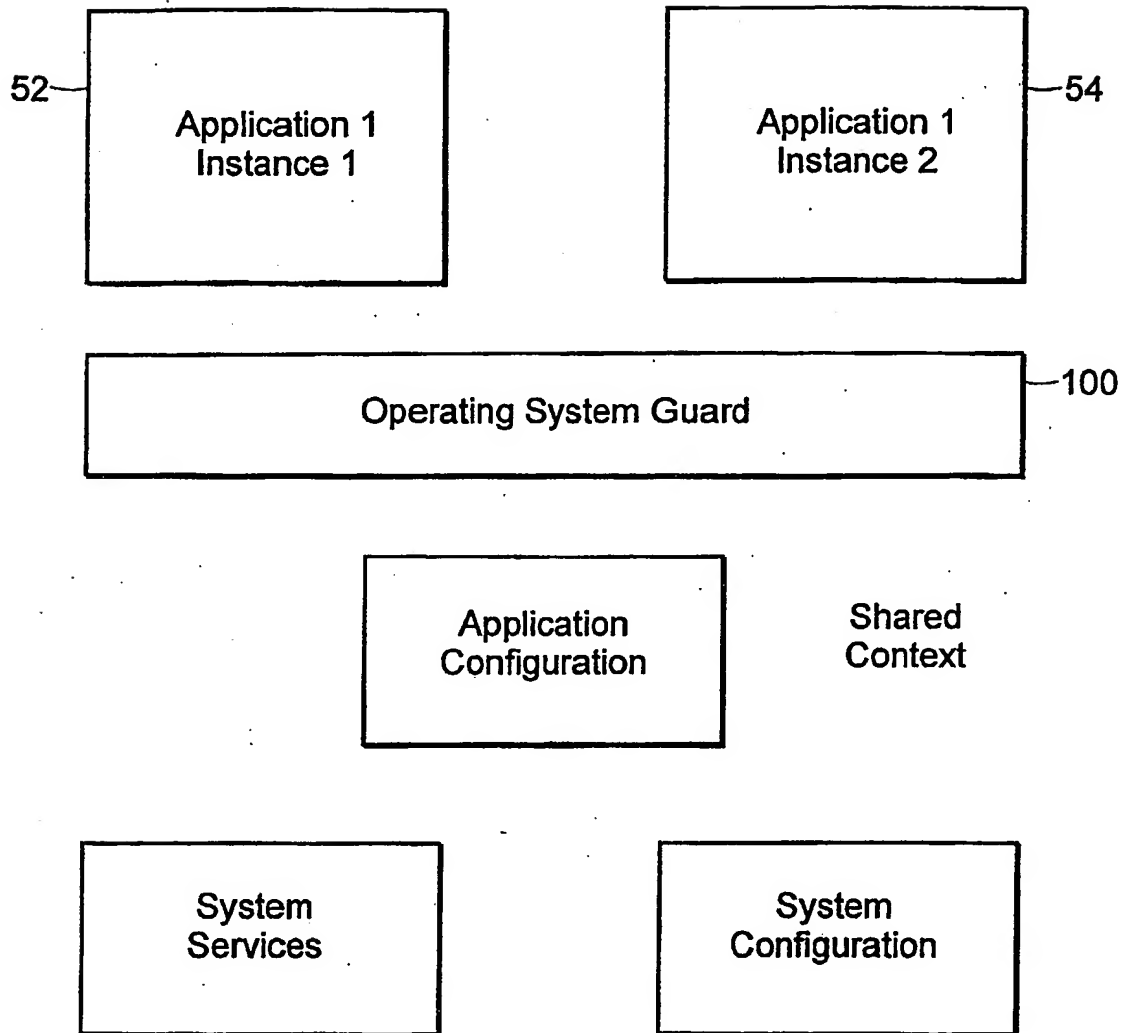 52
Application 1
Instance 1
Application 1
Instance 2
54
Operating System Guard
100
Application
Configuration
Shared
Context
System
Services
System
Configuration